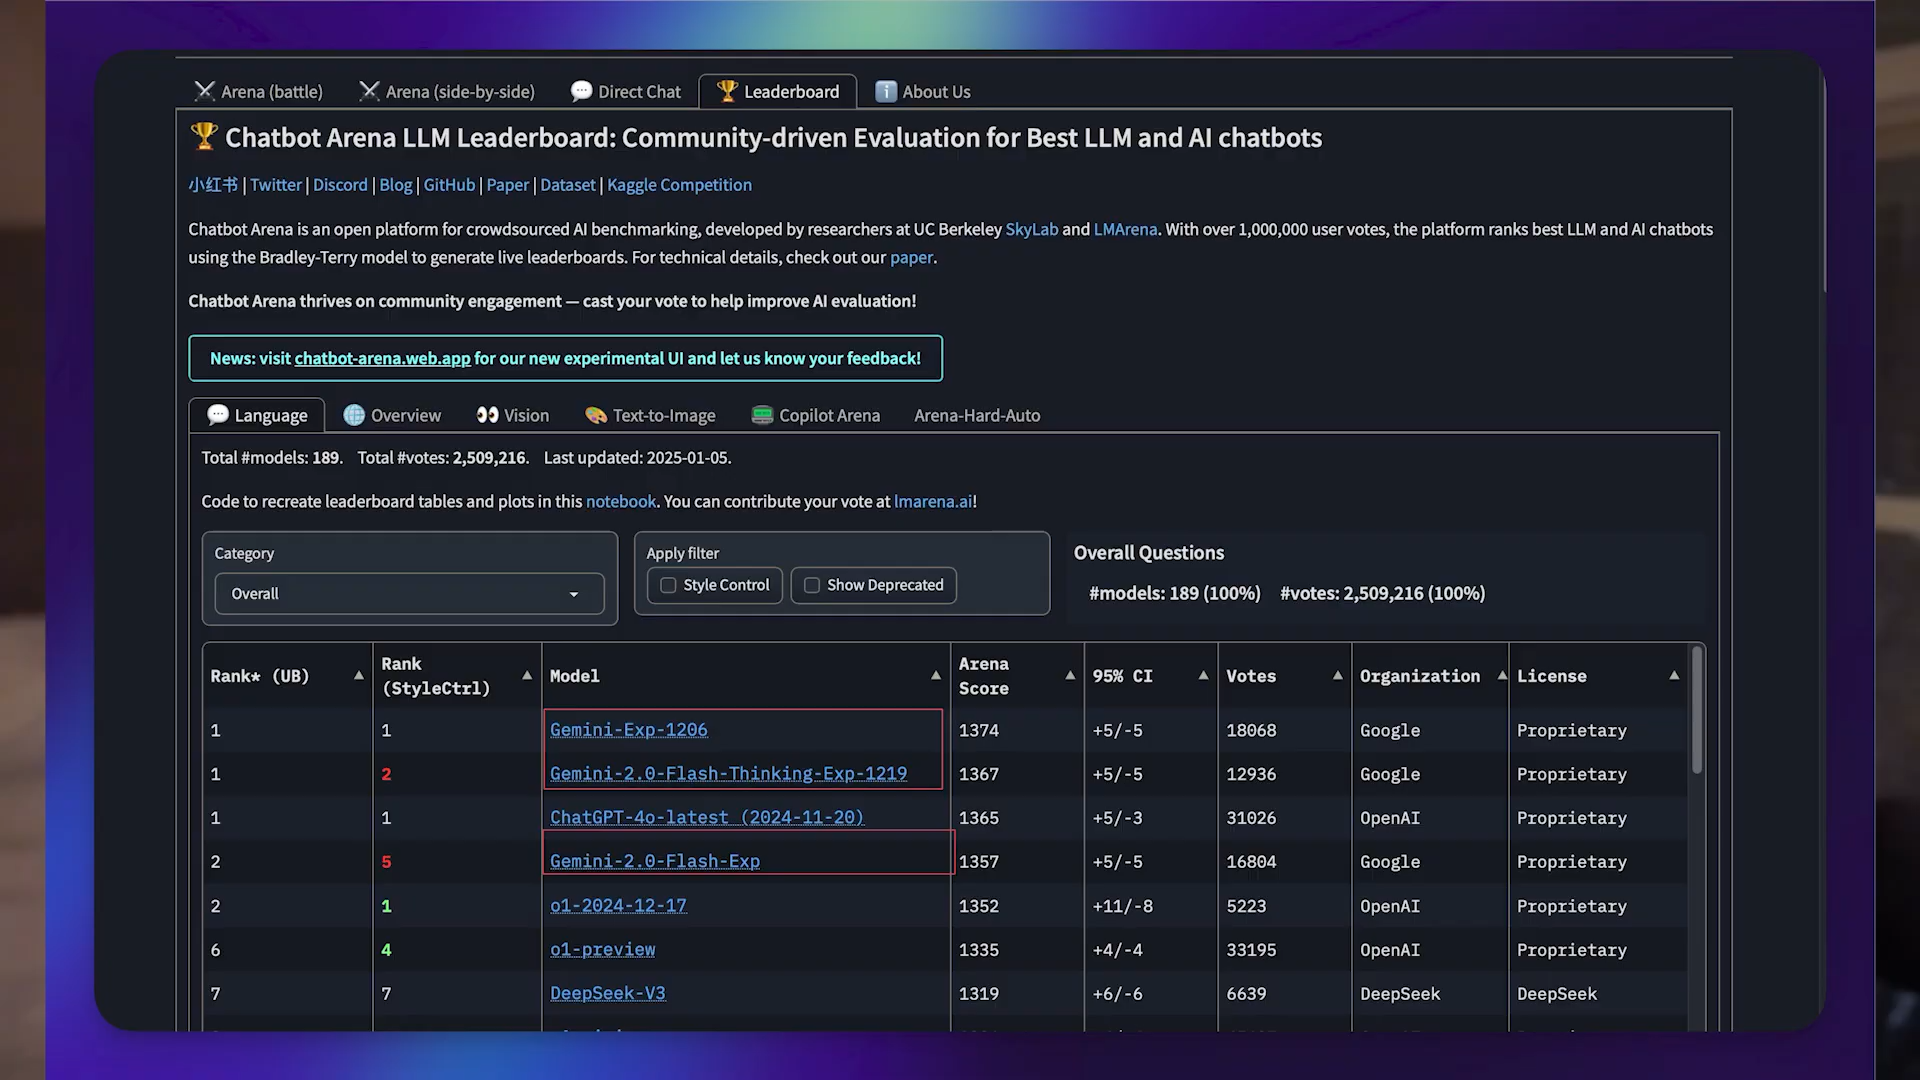 Arena (battle) Arena (side-by-side) Direct Chat Leaderboard About Us
Chatbot Arena LLM Leaderboard: Community-driven Evaluation for Best LLM and AI chatbots
小红书 | Twitter | Discord | Blog | GitHub | Paper | Dataset | Kaggle Competition
Chatbot Arena is an open platform for crowdsourced AI benchmarking, developed by researchers at UC Berkeley SkyLab and LMArena. With over 1,000,000 user votes, the platform ranks best LLM and AI chatbots
using the Bradley-Terry model to generate live leaderboards. For technical details, check out our paper.
Chatbot Arena thrives on community engagement — cast your vote to help improve AI evaluation!
News: visit chatbot-arena.web.app for our new experimental UI and let us know your feedback!
Language Overview Vision Text-to-Image Copilot Arena Arena-Hard-Auto
Total #models: 189. Total #votes: 2,509,216. Last updated: 2025-01-05.
Code to recreate leaderboard tables and plots in this notebook. You can contribute your vote at lmarena.ai!
Category
Overall
Apply filter
Style Control Show Deprecated
Overall Questions
#models: 189 (100%) #votes: 2,509,216 (100%)
Rank* (UB) Rank (StyleCtrl) Model Arena Score 95% CI Votes Organization License
1 1 Gemini-Exp-1206 1374 +5/-5 18068 Google Proprietary
1 2 Gemini-2.0-Flash-Thinking-Exp-1219 1367 +5/-5 12936 Google Proprietary
1 1 ChatGPT-4o-latest (2024-11-20) 1365 +5/-3 31026 OpenAI Proprietary
2 5 Gemini-2.0-Flash-Exp 1357 +5/-5 16804 Google Proprietary
2 1 o1-2024-12-17 1352 +11/-8 5223 OpenAI Proprietary
6 4 o1-preview 1335 +4/-4 33195 OpenAI Proprietary
7 7 DeepSeek-V3 1319 +6/-6 6639 DeepSeek DeepSeek